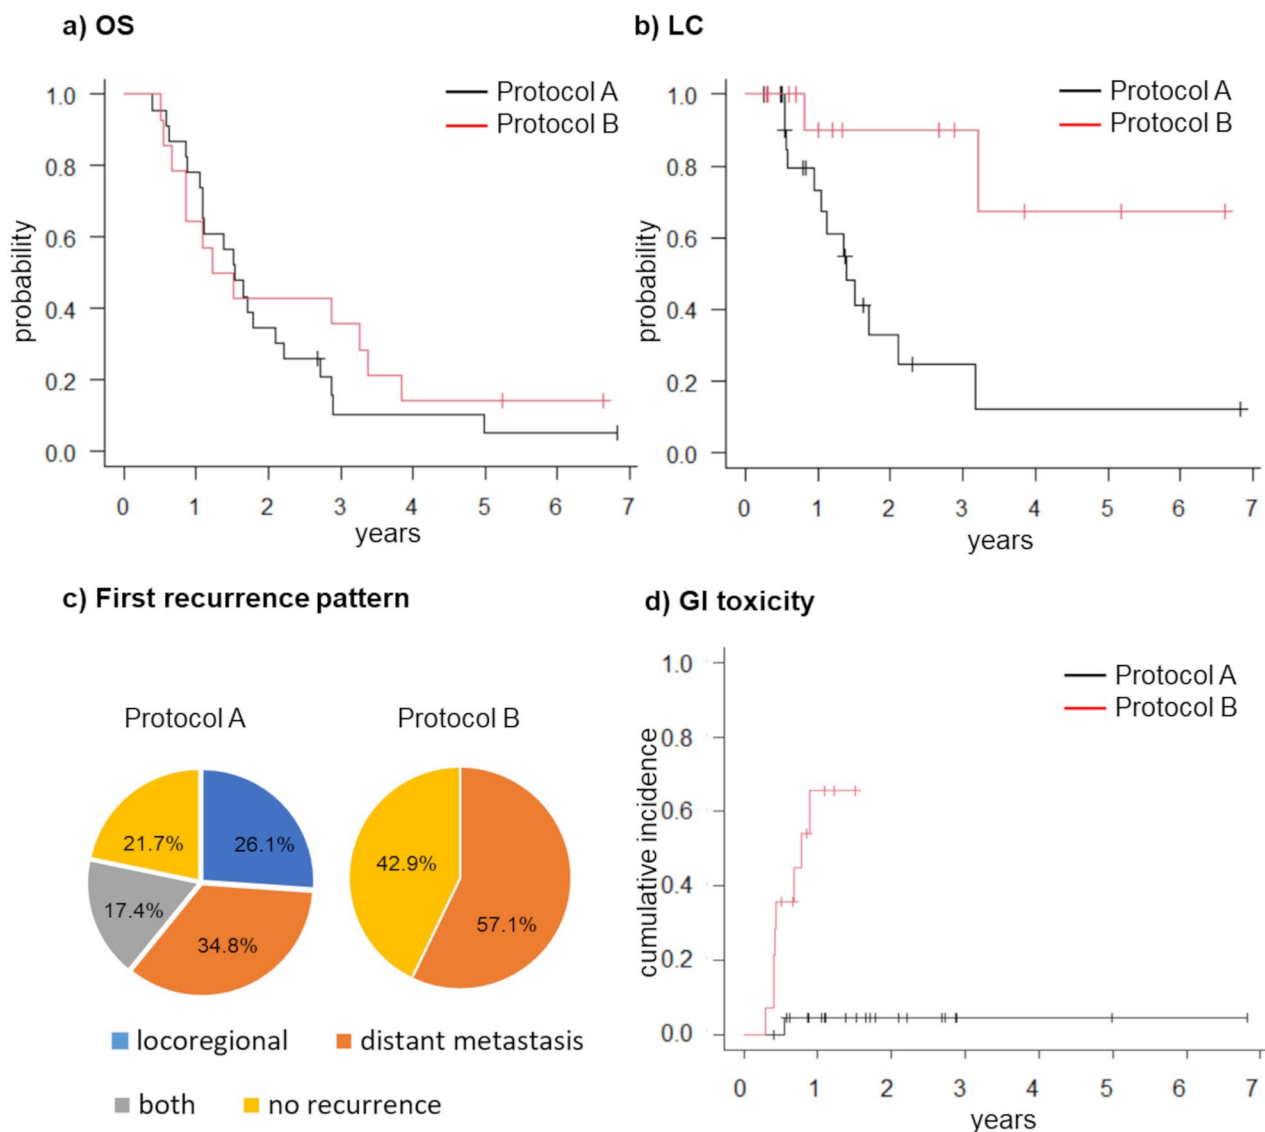 a) OS
Protocol A
Protocol B
1.0
0.8
0.6
0.4
0.2
0.0
probability
0 1 2 3 4 5 6 7
years
b) LC
Protocol A
Protocol B
1.0
0.8
0.6
0.4
0.2
0.0
probability
0 1 2 3 4 5 6 7
years
c) First recurrence pattern
Protocol A
Protocol B
21.7%
26.1%
17.4%
34.8%
42.9%
57.1%
locoregional
distant metastasis
both
no recurrence
d) GI toxicity
Protocol A
Protocol B
1.0
0.8
0.6
0.4
0.2
0.0
cumulative incidence
0 1 2 3 4 5 6 7
years